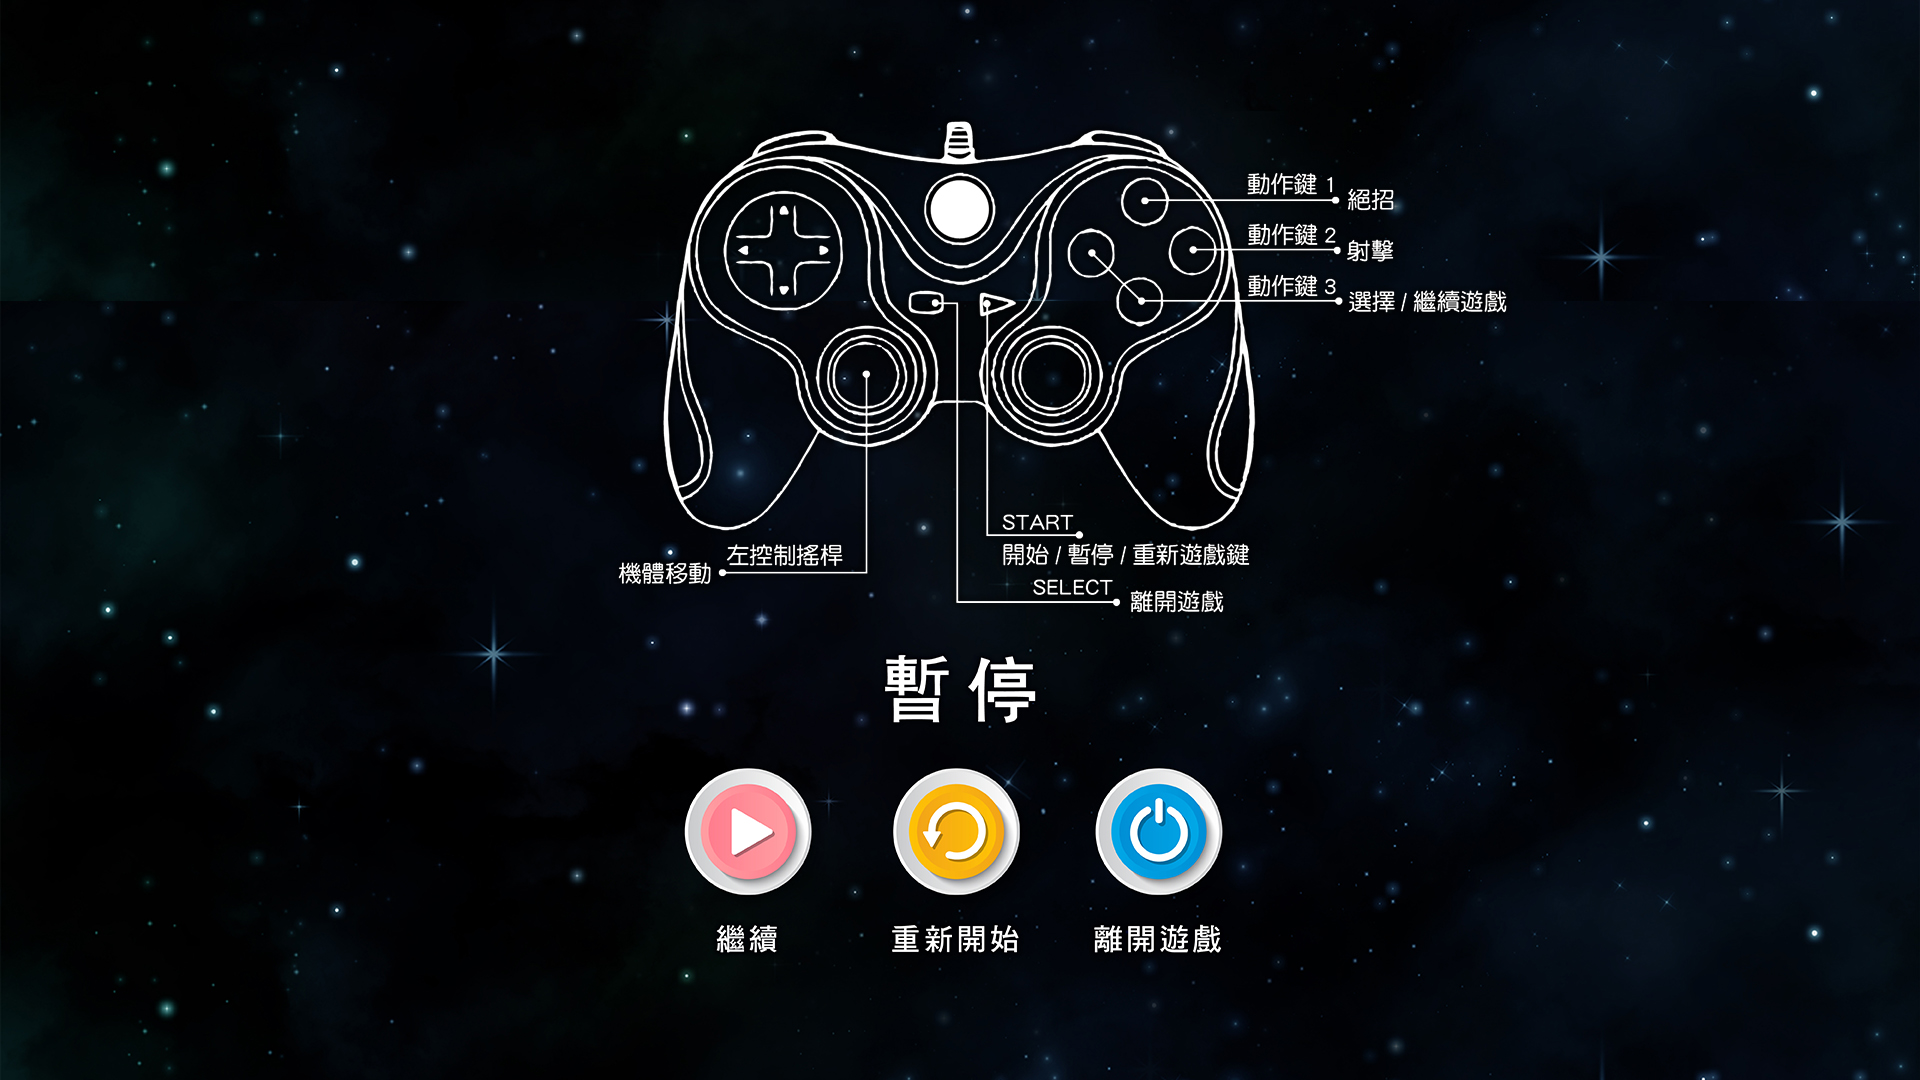 動作鍵 1
絕招
動作鍵 2
射擊
動作鍵 3
選擇 / 繼續遊戲
START
開始 / 暫停 / 重新遊戲鍵
左控制搖桿
機體移動
SELECT
離開遊戲
暫停
繼續
重新開始
離開遊戲